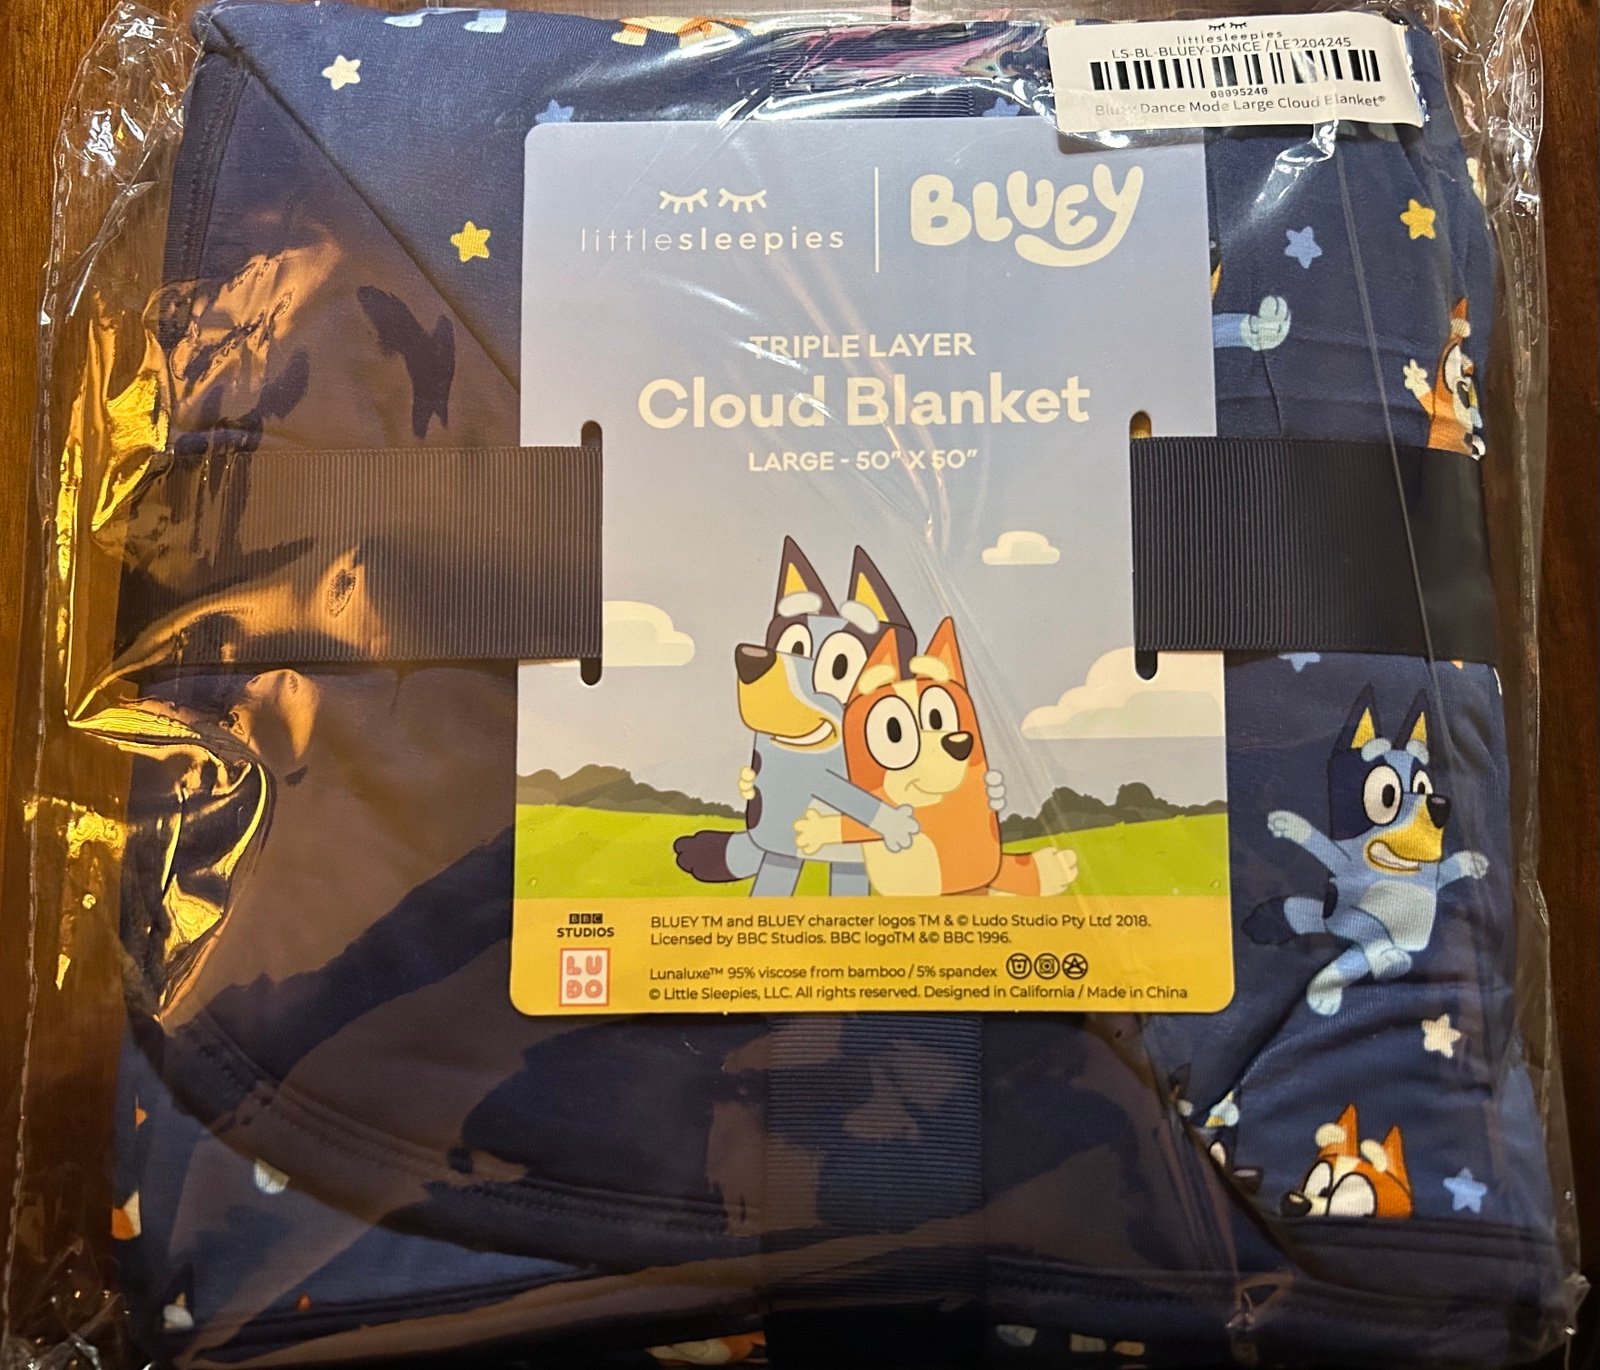 littlesleepies
LS-BL-BLUEY-DANCE / LE2204245
00095240
Bluey Dance Mode Large Cloud Blanket®
littlesleepies
BLUEY
TRIPLE LAYER
Cloud Blanket
LARGE - 50" X 50"
BBC
STUDIOS
LU
DO
BLUEY TM and BLUEY character logos TM & © Ludo Studio Pty Ltd 2018.
Licensed by BBC Studios. BBC logoTM &© BBC 1996.
Lunaluxe™ 95% viscose from bamboo / 5% spandex
© Little Sleepies, LLC. All rights reserved. Designed in California / Made in China